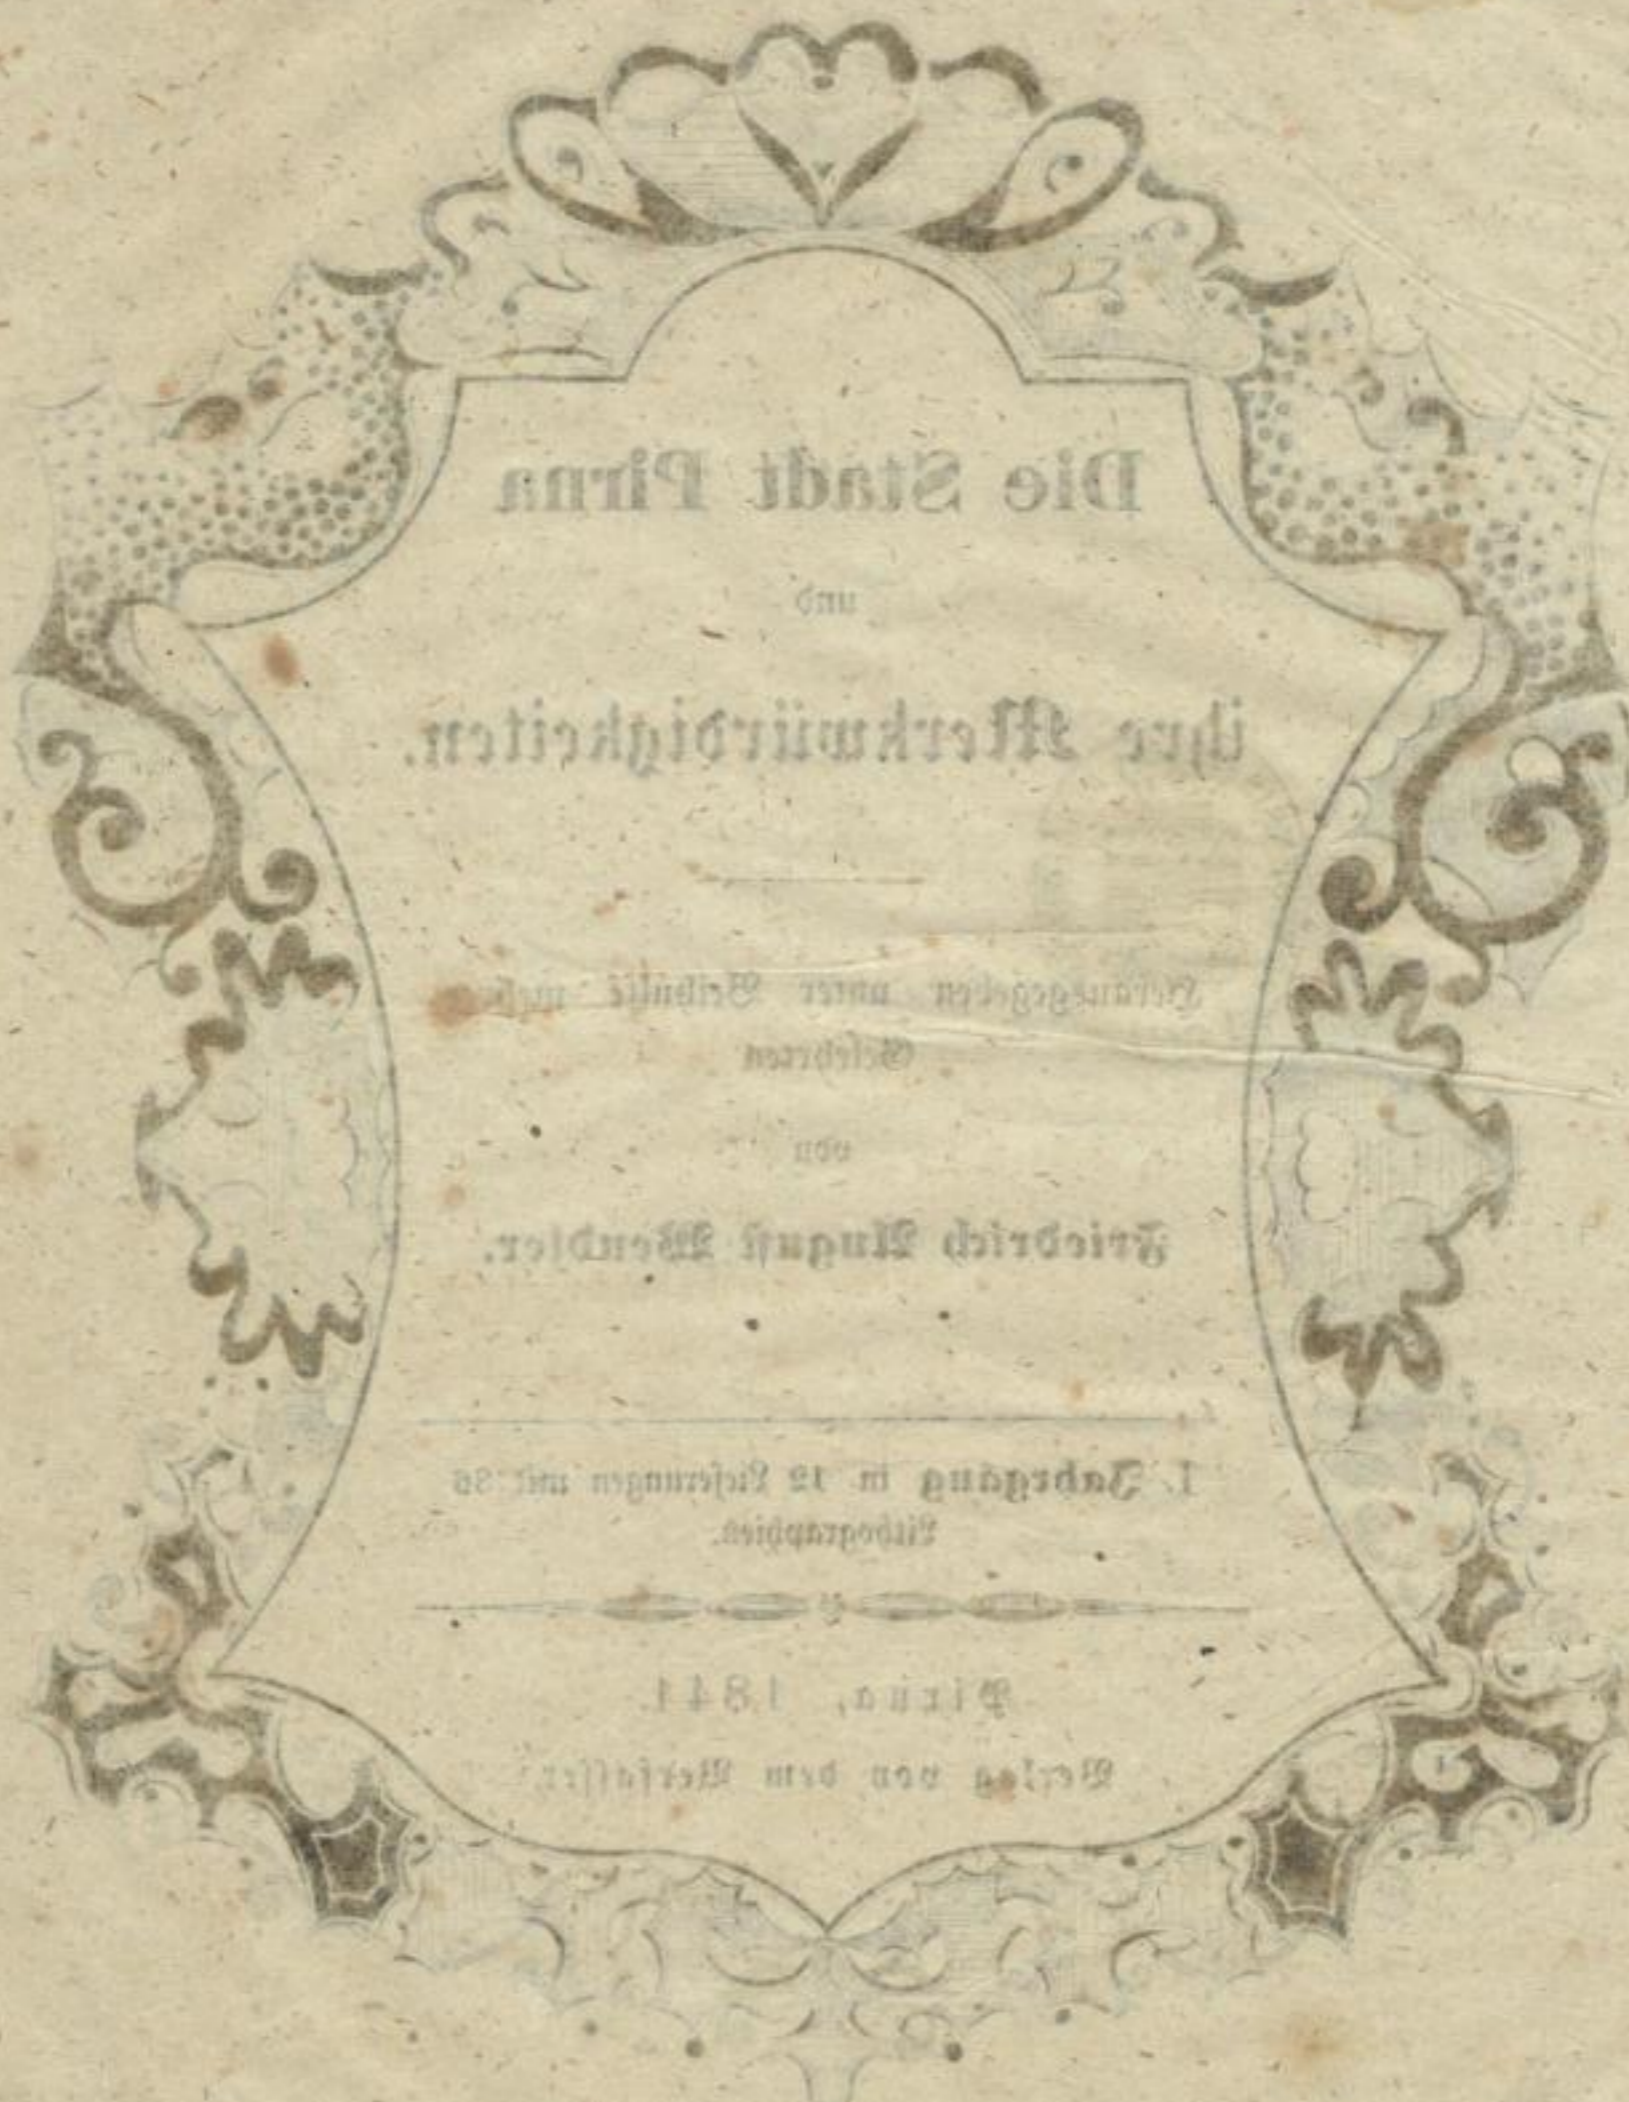 Die Stadt Pirna
und
ihre Merkwürdigkeiten.
Herausgegeben unter Beihülfe
Gelehrten
von
Friedrich August
1. Jahrgang in 12 Lieferungen mit 36
Lithographien.
Pirna, 1841.
Verlag von dem Verfasser.